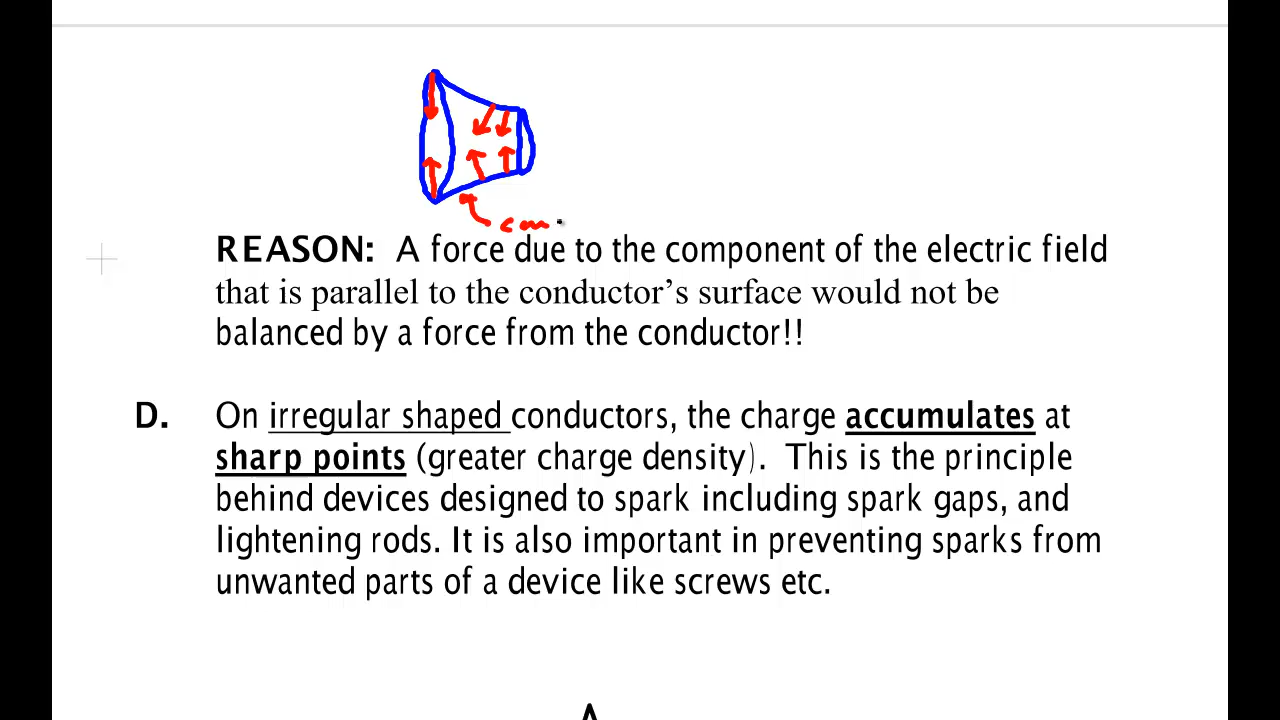 REASON: A force due to the component of the electric field
that is parallel to the conductor’s surface would not be
balanced by a force from the conductor!!
D. On irregular shaped conductors, the charge accumulates at
sharp points (greater charge density). This is the principle
behind devices designed to spark including spark gaps, and
lightening rods. It is also important in preventing sparks from
unwanted parts of a device like screws etc.